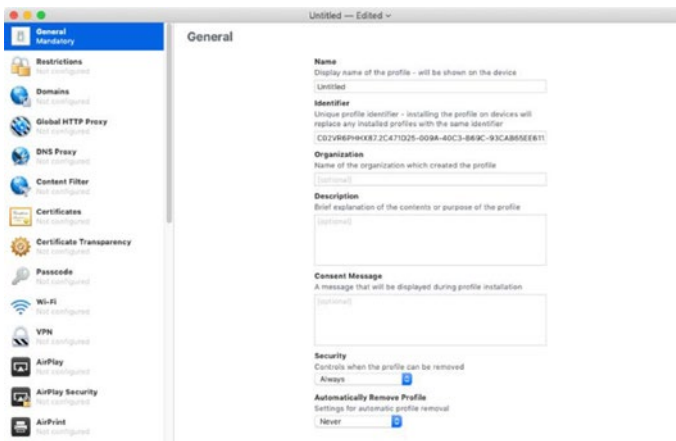 Untitled — Edited
General
Mandatory
Restrictions
Not configured
Domains
Not configured
Global HTTP Proxy
Not configured
DNS Proxy
Not configured
Content Filter
Not configured
Certificates
Not configured
Certificate Transparency
Not configured
Passcode
Not configured
Wi-Fi
Not configured
VPN
Not configured
AirPlay
Not configured
AirPlay Security
Not configured
AirPrint
Not configured
General
Name
Display name of the profile - will be shown on the device
Untitled
Identifier
Unique profile identifier - installing the profile on devices will
replace any installed profiles with the same identifier
Organization
Name of the organization which created the profile
[optional]
Description
Brief explanation of the contents or purpose of the profile
[optional]
Consent Message
A message that will be displayed during profile installation
[optional]
Security
Controls when the profile can be removed
Always
Automatically Remove Profile
Settings for automatic profile removal
Never